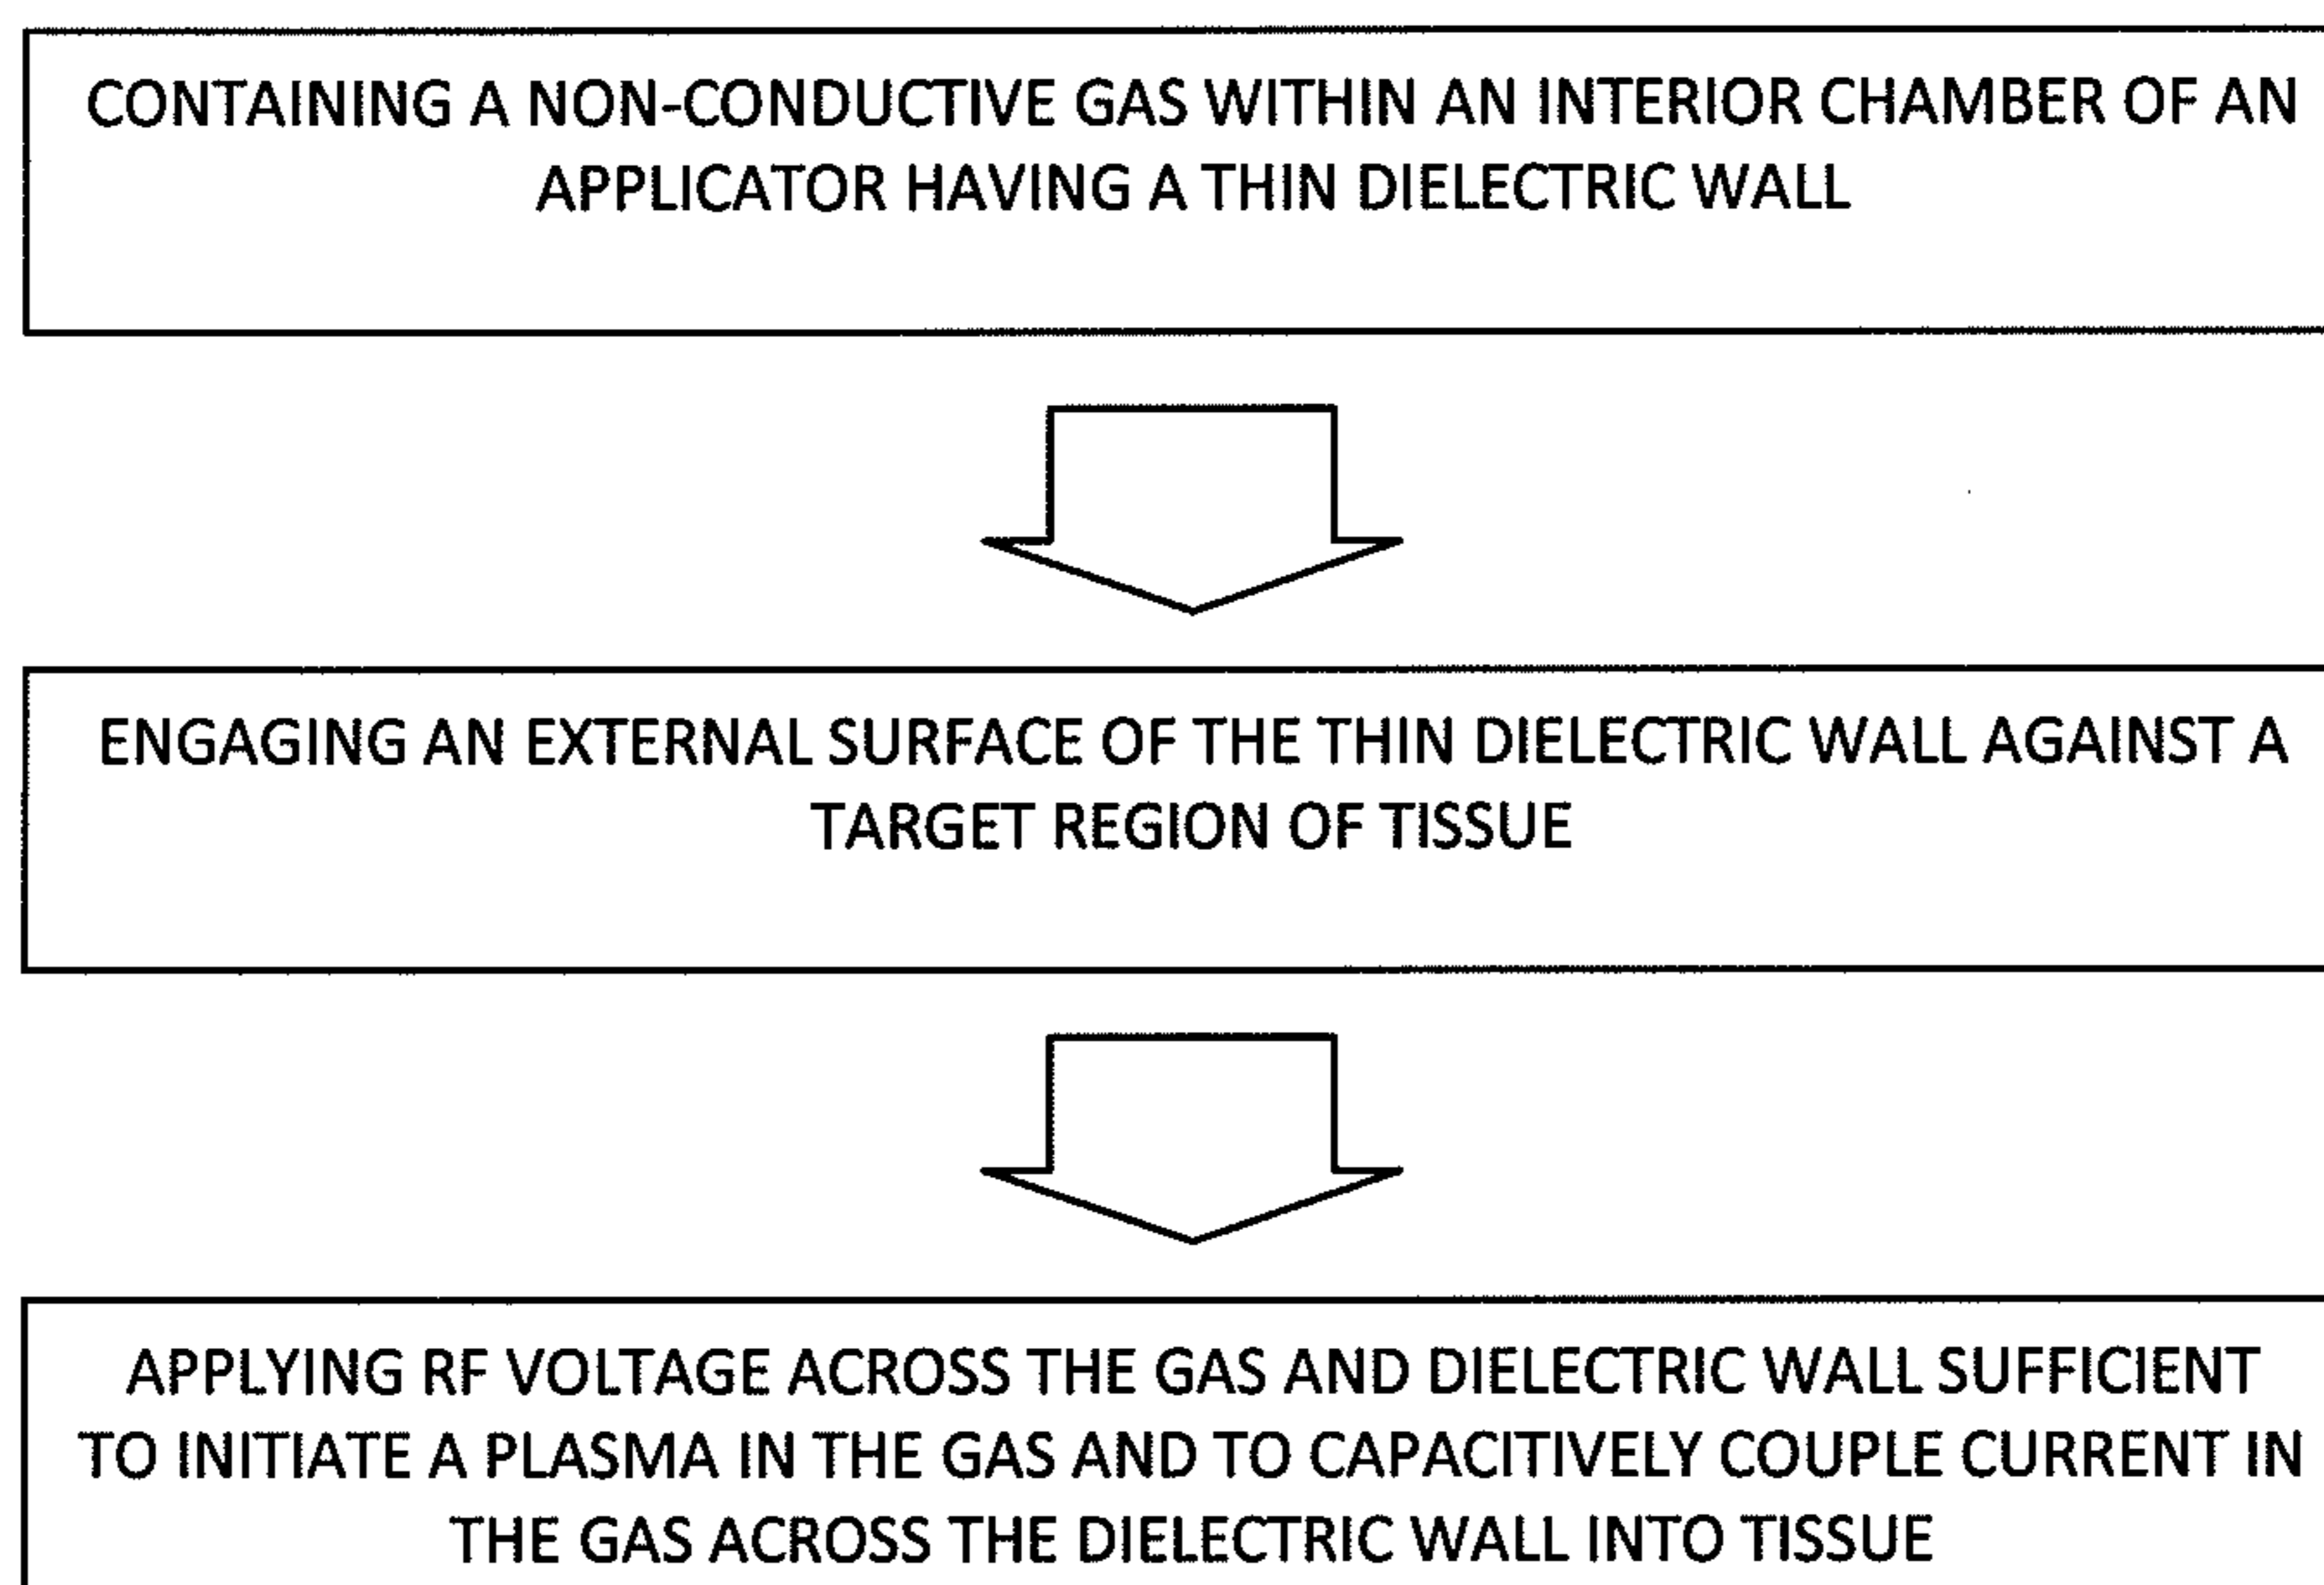 CONTAINING A NON-CONDUCTIVE GAS WITHIN AN INTERIOR CHAMBER OF AN
APPLICATOR HAVING A THIN DIELECTRIC WALL
ENGAGING AN EXTERNAL SURFACE OF THE THIN DIELECTRIC WALL AGAINST A
TARGET REGION OF TISSUE
APPLYING RF VOLTAGE ACROSS THE GAS AND DIELECTRIC WALL SUFFICIENT
TO INITIATE A PLASMA IN THE GAS AND TO CAPACITIVELY COUPLE CURRENT IN
THE GAS ACROSS THE DIELECTRIC WALL INTO TISSUE